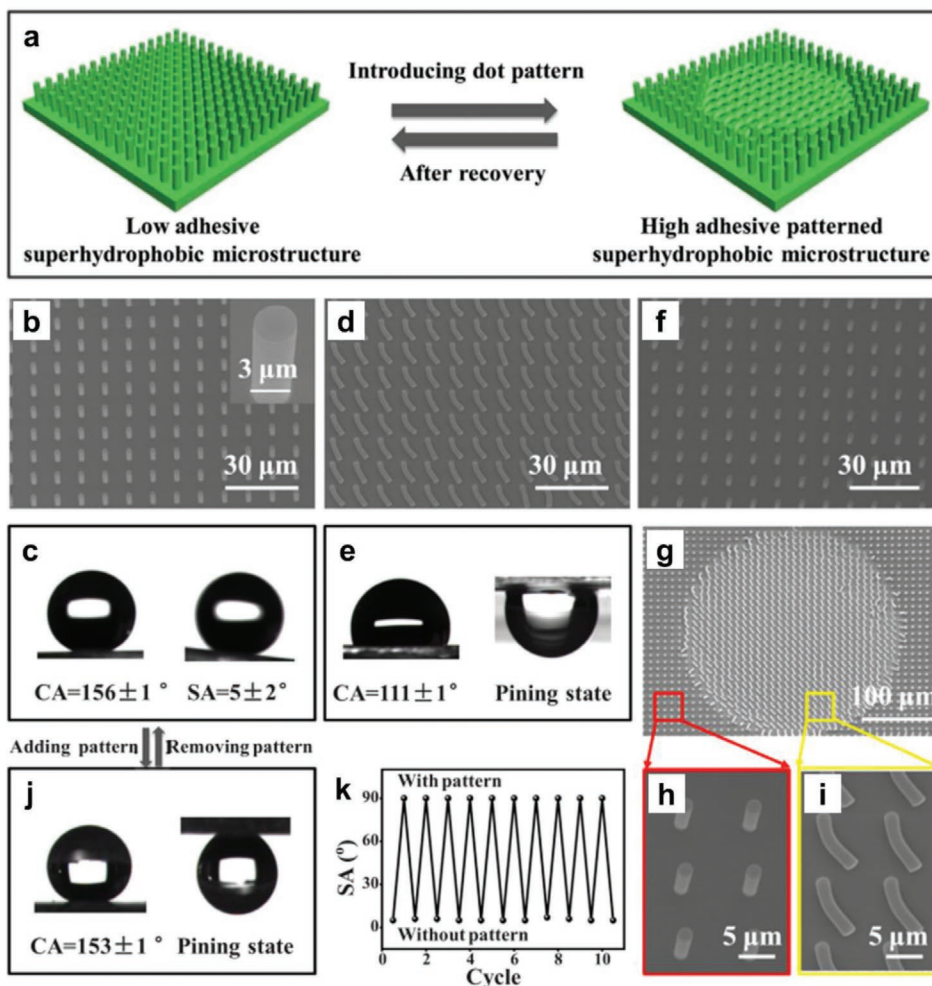 a
Introducing dot pattern
After recovery
Low adhesive
superhydrophobic microstructure
High adhesive patterned
superhydrophobic microstructure
b
3 µm
30 µm
d
30 µm
f
30 µm
c
CA=156±1 °
SA=5±2°
e
CA=111±1°
Pining state
g
100 µm
Adding pattern
Removing pattern
j
CA=153±1 °
Pining state
k
With pattern
Without pattern
SA (°)
90
60
30
0
0 2 4 6 8 10
Cycle
h
5 µm
i
5 µm